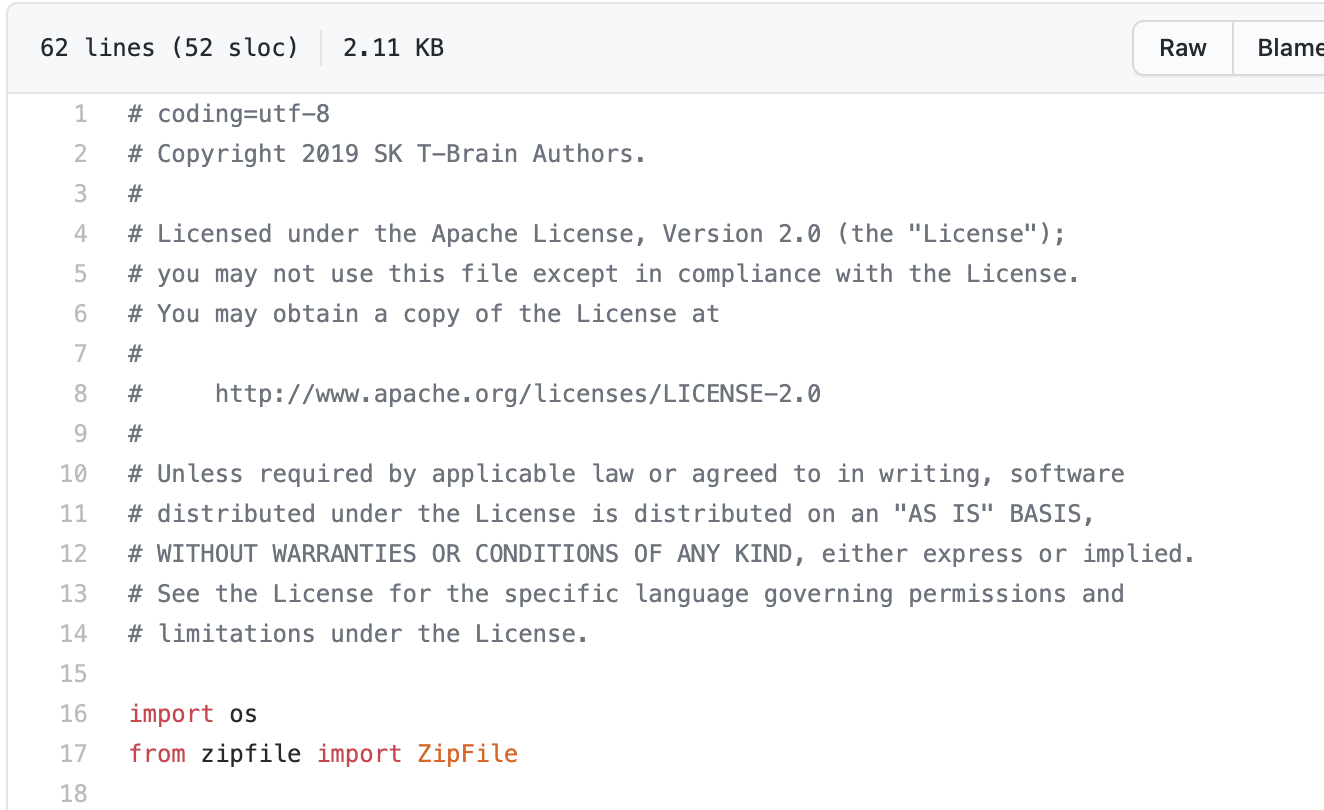 62 lines (52 sloc) 2.11 KB Raw Blame
1 # coding=utf-8
2 # Copyright 2019 SK T-Brain Authors.
3 #
4 # Licensed under the Apache License, Version 2.0 (the "License");
5 # you may not use this file except in compliance with the License.
6 # You may obtain a copy of the License at
7 #
8 #     http://www.apache.org/licenses/LICENSE-2.0
9 #
10 # Unless required by applicable law or agreed to in writing, software
11 # distributed under the License is distributed on an "AS IS" BASIS,
12 # WITHOUT WARRANTIES OR CONDITIONS OF ANY KIND, either express or implied.
13 # See the License for the specific language governing permissions and
14 # limitations under the License.
15
16 import os
17 from zipfile import ZipFile
18